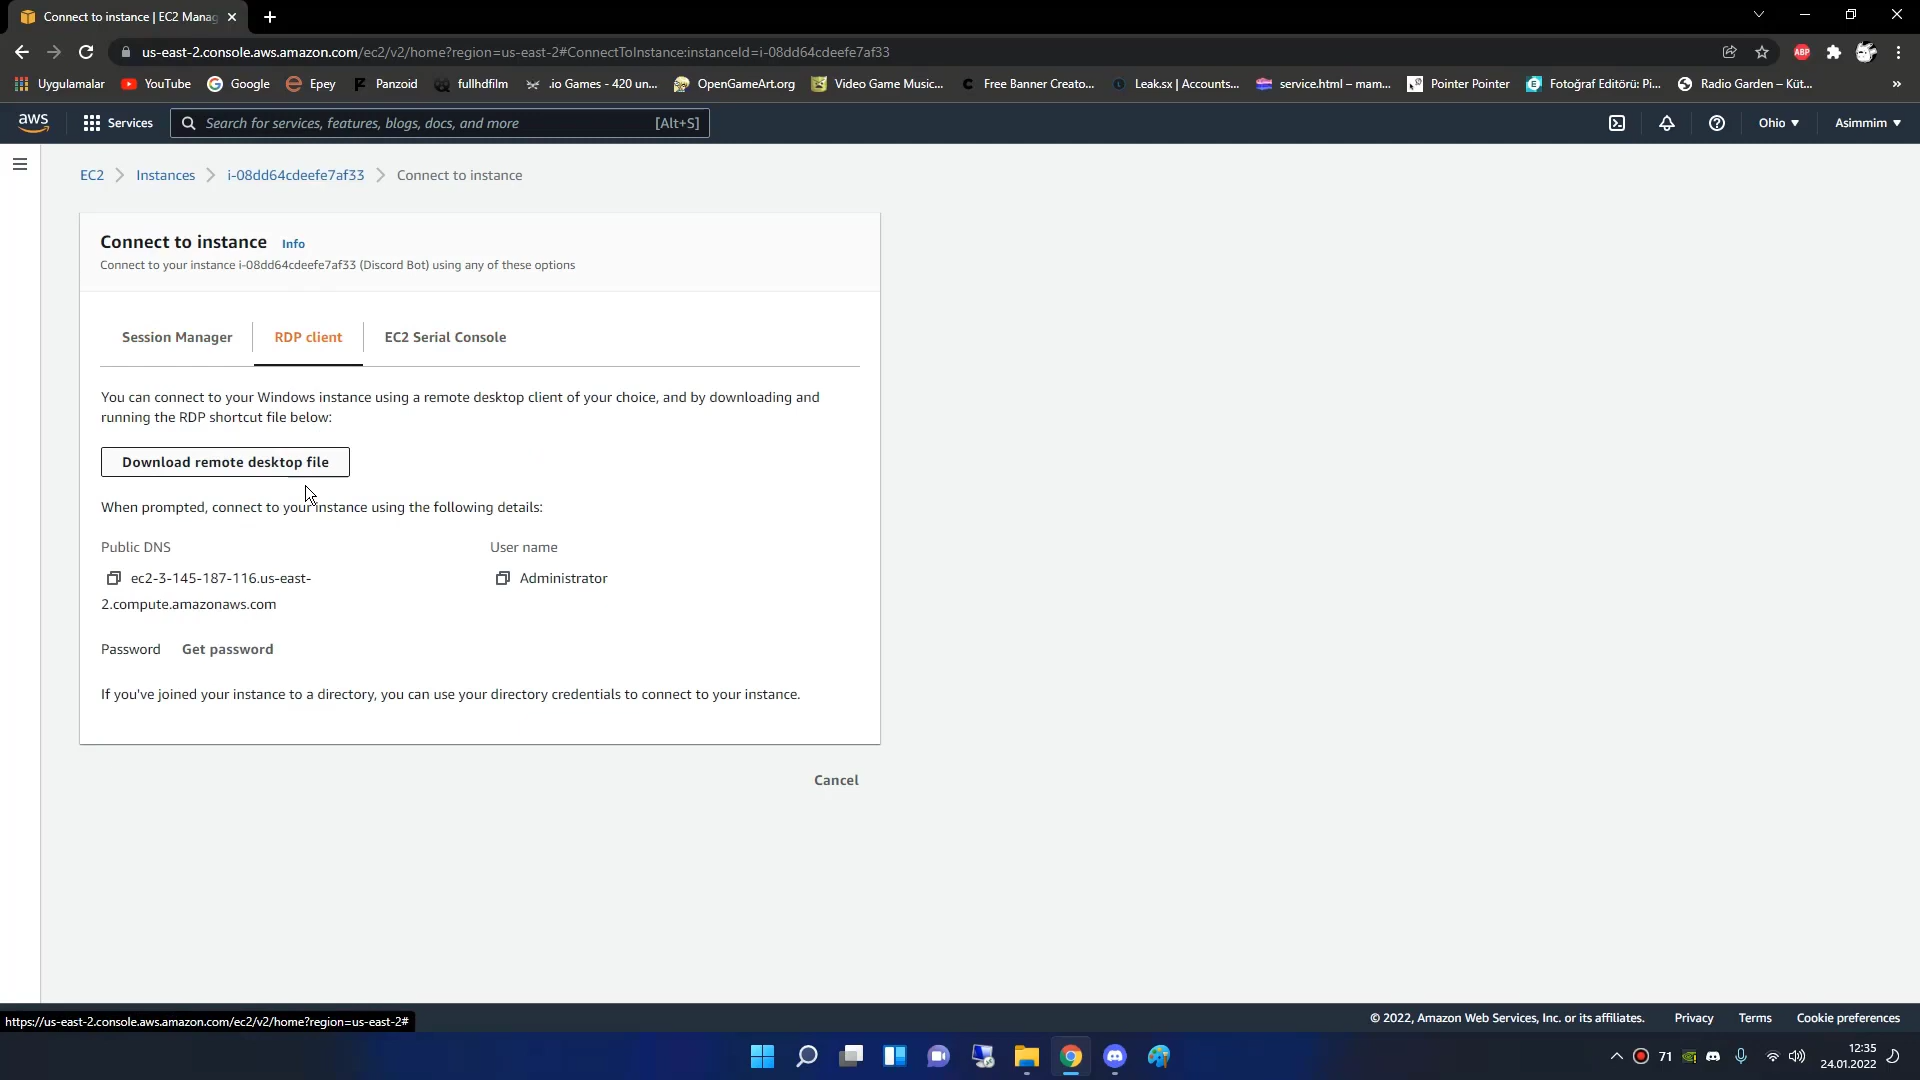 Connect to instance | EC2 Manag
us-east-2.console.aws.amazon.com/ec2/v2/home?region=us-east-2#ConnectToInstance:instanceId=i-08dd64cdeefe7af33
ABP
Uygulamalar YouTube Google Epey Panzoid fullhdfilm .io Games - 420 un... OpenGameArt.org Video Game Music... Free Banner Creato... Leak.sx | Accounts... service.html – mam... Pointer Pointer Fotoğraf Editörü: Pi... Radio Garden – Küt... »
aws Services Search for services, features, blogs, docs, and more [Alt+S] Ohio Asimmim
EC2 Instances i-08dd64cdeefe7af33 Connect to instance
Connect to instance Info
Connect to your instance i-08dd64cdeefe7af33 (Discord Bot) using any of these options
Session Manager RDP client EC2 Serial Console
You can connect to your Windows instance using a remote desktop client of your choice, and by downloading and
running the RDP shortcut file below:
Download remote desktop file
When prompted, connect to your instance using the following details:
Public DNS User name
ec2-3-145-187-116.us-east- Administrator
2.compute.amazonaws.com
Password Get password
If you've joined your instance to a directory, you can use your directory credentials to connect to your instance.
Cancel
https://us-east-2.console.aws.amazon.com/ec2/v2/home?region=us-east-2# © 2022, Amazon Web Services, Inc. or its affiliates. Privacy Terms Cookie preferences
71 12:35
24.01.2022